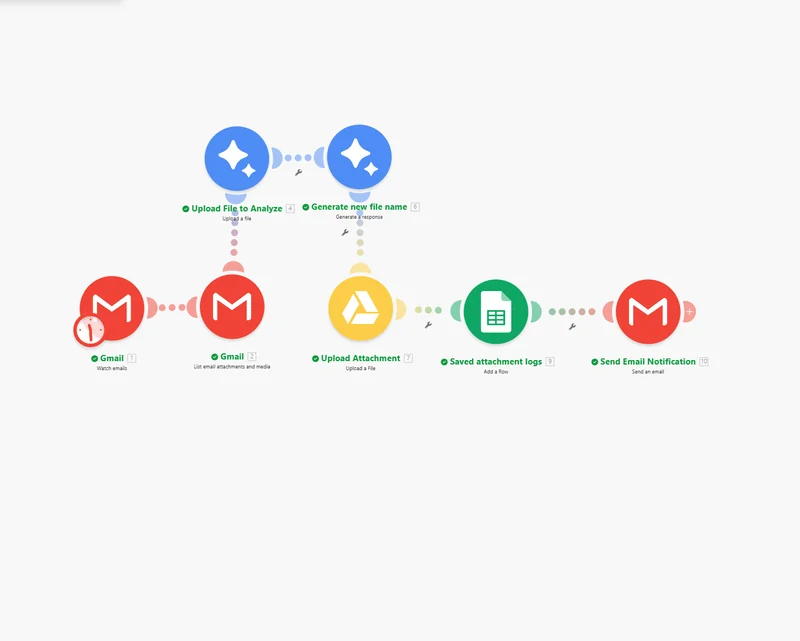 Upload File to Analyze 4
Upload a file
Generate new file name 6
Generate a response
Gmail 1
Watch emails
Gmail 2
List email attachments and media
Upload Attachment 7
Upload a File
Saved attachment logs 9
Add a Row
Send Email Notification 10
Send an email